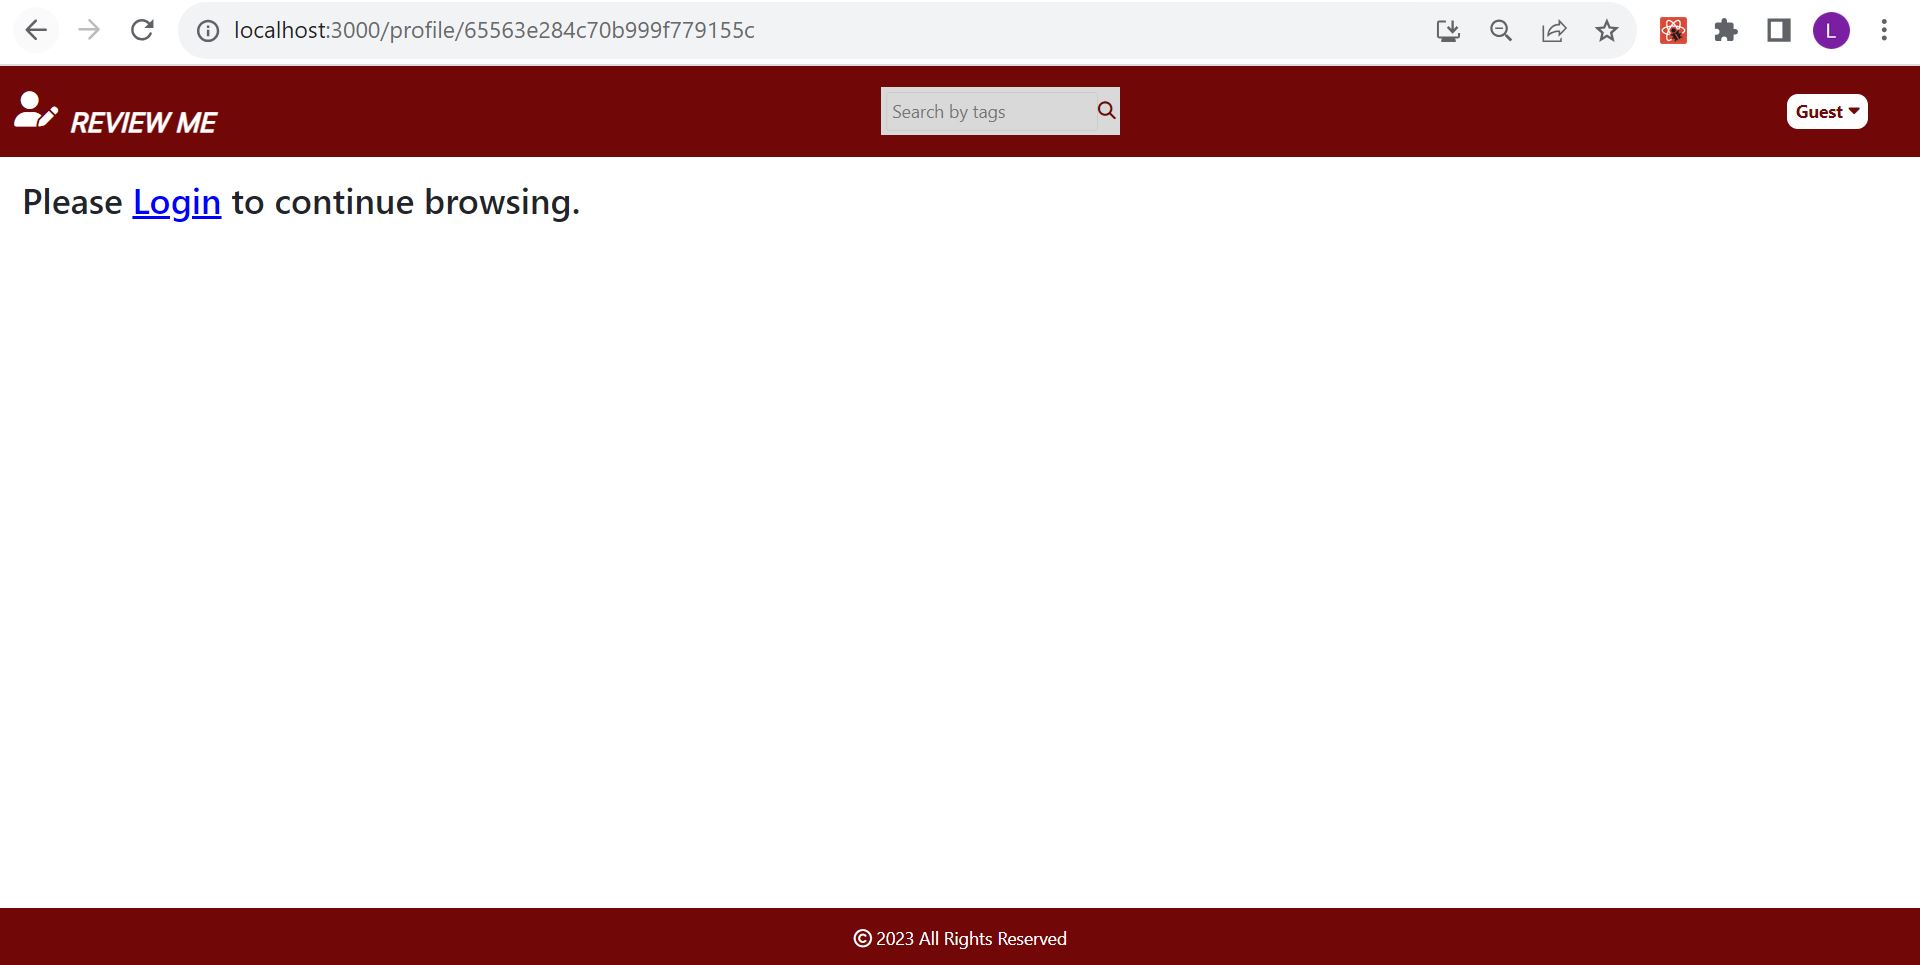 localhost:3000/profile/65563e284c70b999f779155c
L
REVIEW ME
Search by tags
Guest
Please Login to continue browsing.
© 2023 All Rights Reserved